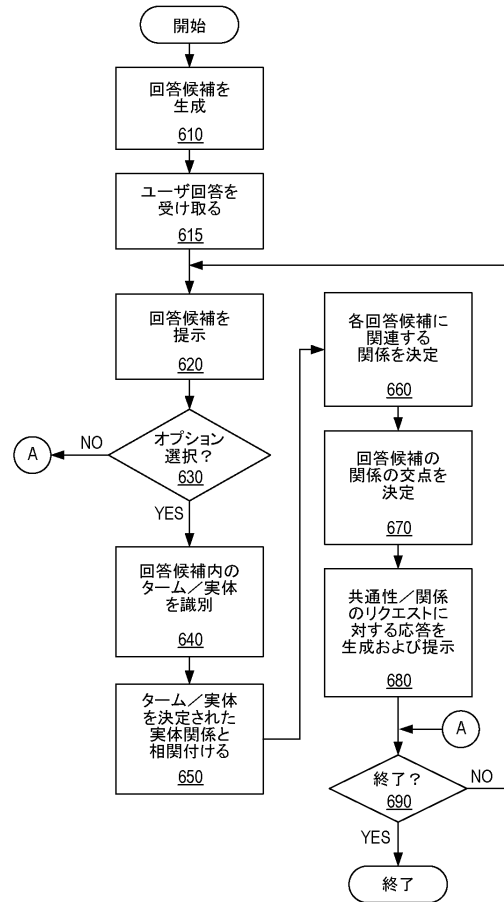 開始
回答候補を
生成
610
ユーザ回答を
受け取る
615
回答候補を
提示
620
オプション
選択？
630
NO
A
YES
回答候補内の
ターム／実体
を識別
640
ターム／実体
を決定された
実体関係と
相関付ける
650
各回答候補に
関連する
関係を決定
660
回答候補の
関係の交点を
決定
670
共通性／関係
のリクエストに
対する応答を
生成および提示
680
A
終了？
690
NO
YES
終了